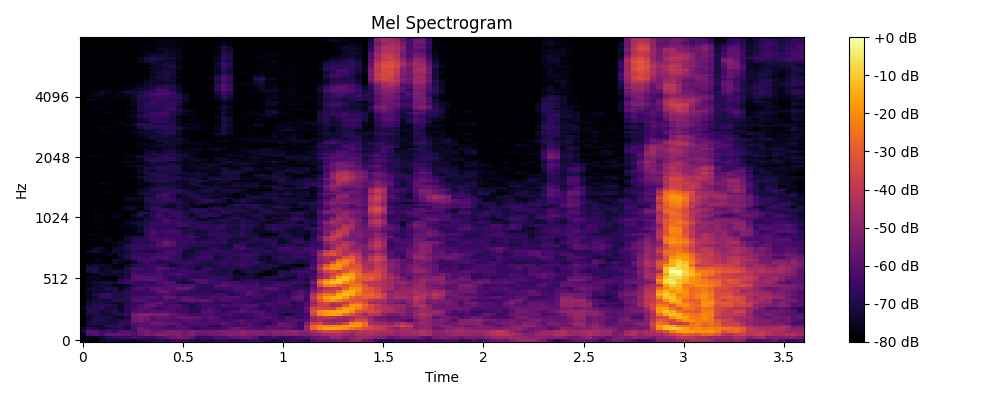 Mel Spectrogram
+0 dB
4096
-10 dB
-20 dB
2048
-30 dB
Hz
1024
-40 dB
-50 dB
512
-60 dB
-70 dB
0
-80 dB
0 0.5 1 1.5 2 2.5 3 3.5
Time